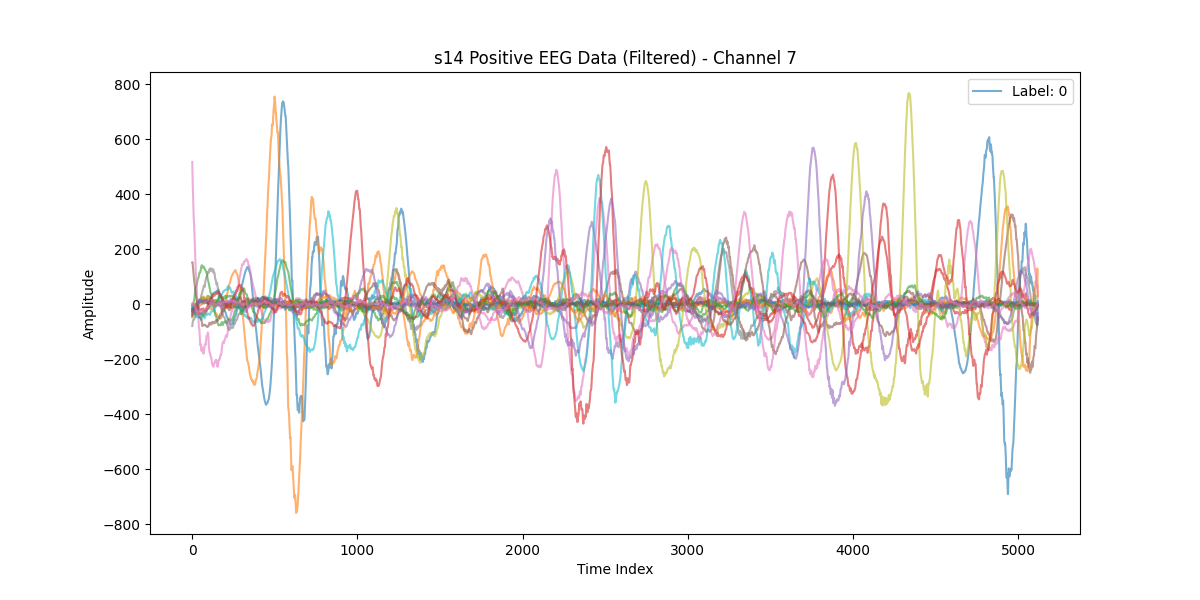 s14 Positive EEG Data (Filtered) - Channel 7
Label: 0
Amplitude
800
600
400
200
0
−200
−400
−600
−800
0 1000 2000 3000 4000 5000
Time Index